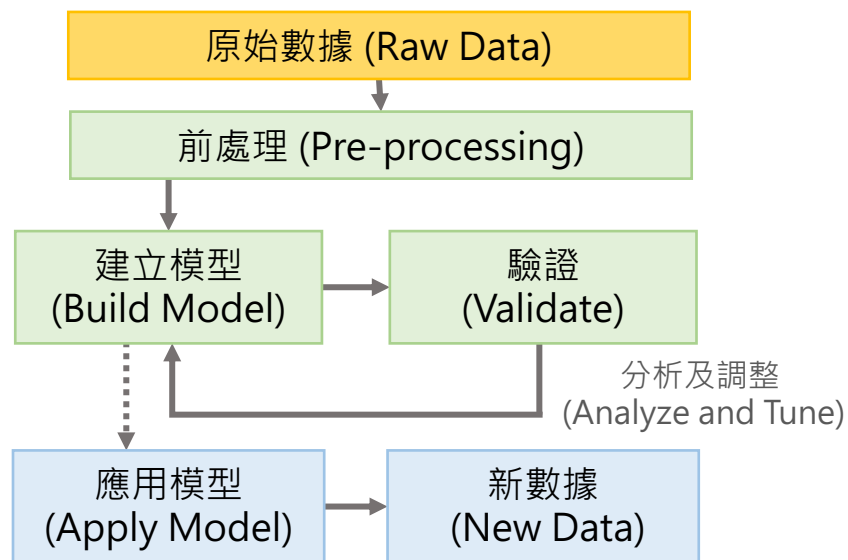 原始數據 (Raw Data)
前處理 (Pre-processing)
建立模型
(Build Model)
驗證
(Validate)
分析及調整
(Analyze and Tune)
應用模型
(Apply Model)
新數據
(New Data)